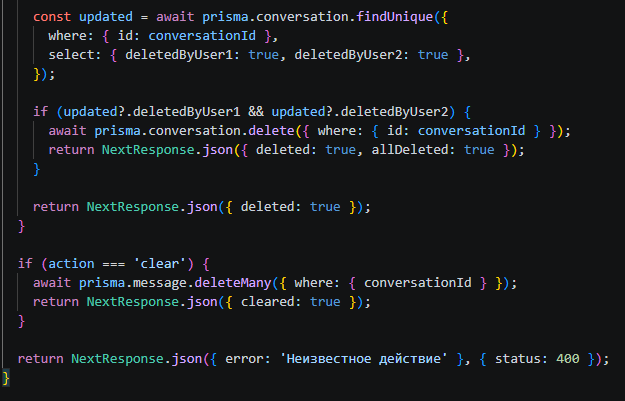 const updated = await prisma.conversation.findUnique({
where: { id: conversationId },
select: { deletedByUser1: true, deletedByUser2: true },
});
if (updated?.deletedByUser1 && updated?.deletedByUser2) {
await prisma.conversation.delete({ where: { id: conversationId } });
return NextResponse.json({ deleted: true, allDeleted: true });
}
return NextResponse.json({ deleted: true });
}
if (action === 'clear') {
await prisma.message.deleteMany({ where: { conversationId } });
return NextResponse.json({ cleared: true });
}
return NextResponse.json({ error: 'Неизвестное действие' }, { status: 400 });
}